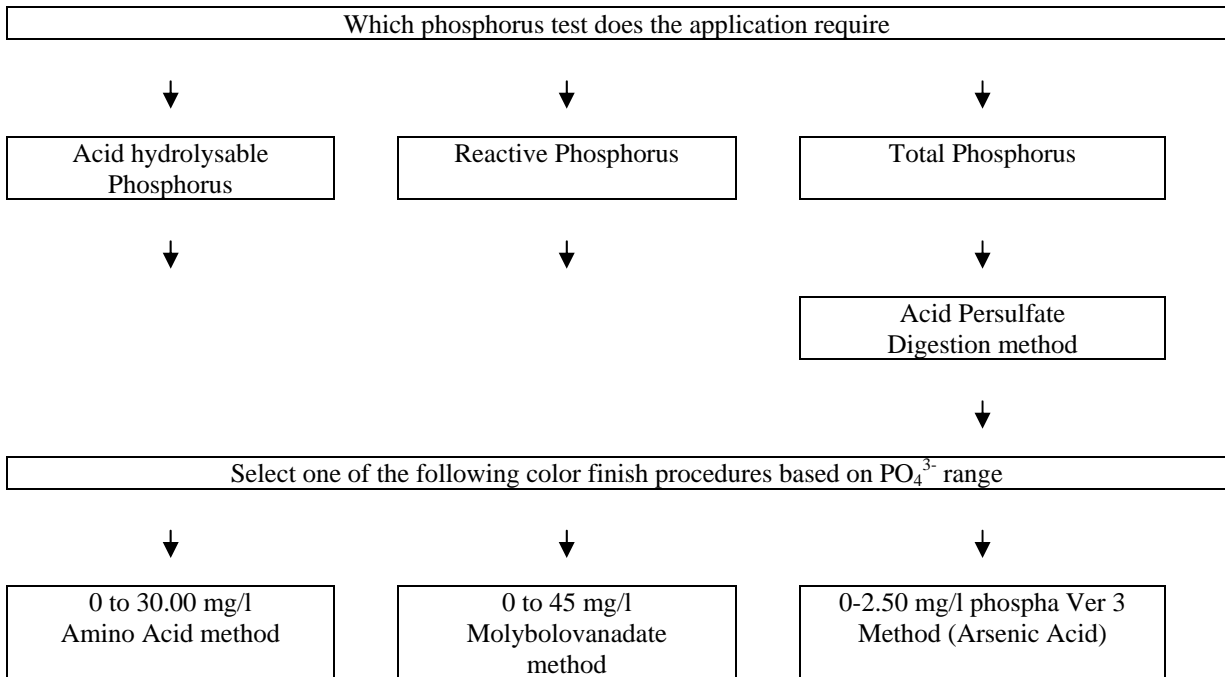 Which phosphorus test does the application require
Acid hydrolysable
Phosphorus
Reactive Phosphorus
Total Phosphorus
Acid Persulfate
Digestion method
Select one of the following color finish procedures based on PO₄³⁻ range
0 to 30.00 mg/l
Amino Acid method
0 to 45 mg/l
Molybolovanadate
method
0-2.50 mg/l phospha Ver 3
Method (Arsenic Acid)